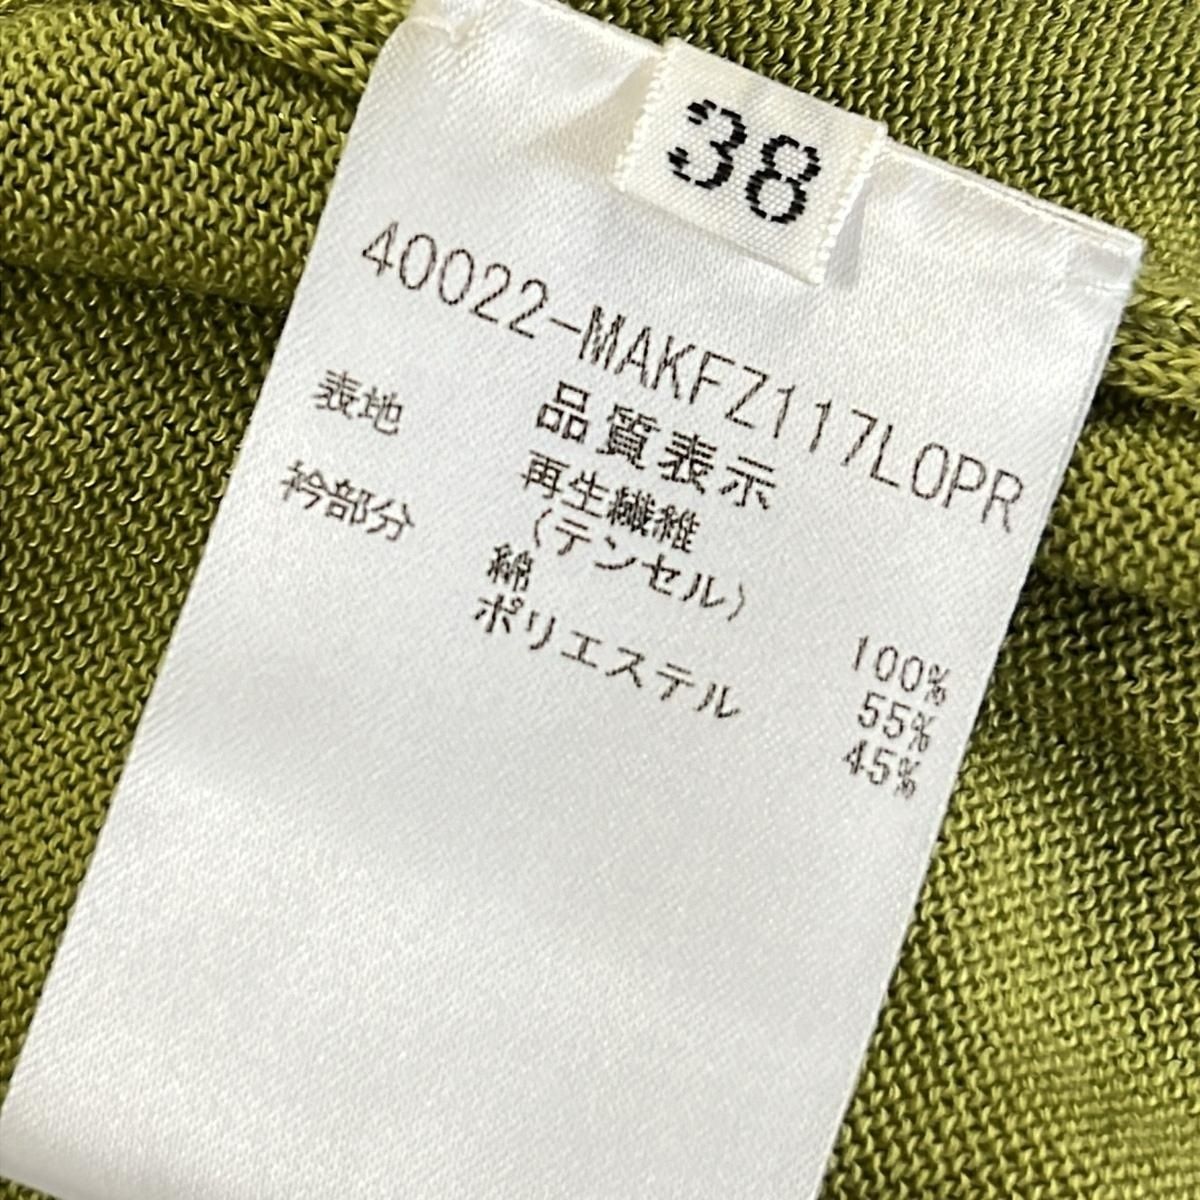 38
40022-MAKFZ117LOPR
品質表示
表地 再生繊維
(テンセル) 100%
衿部分 綿 55%
ポリエステル 45%